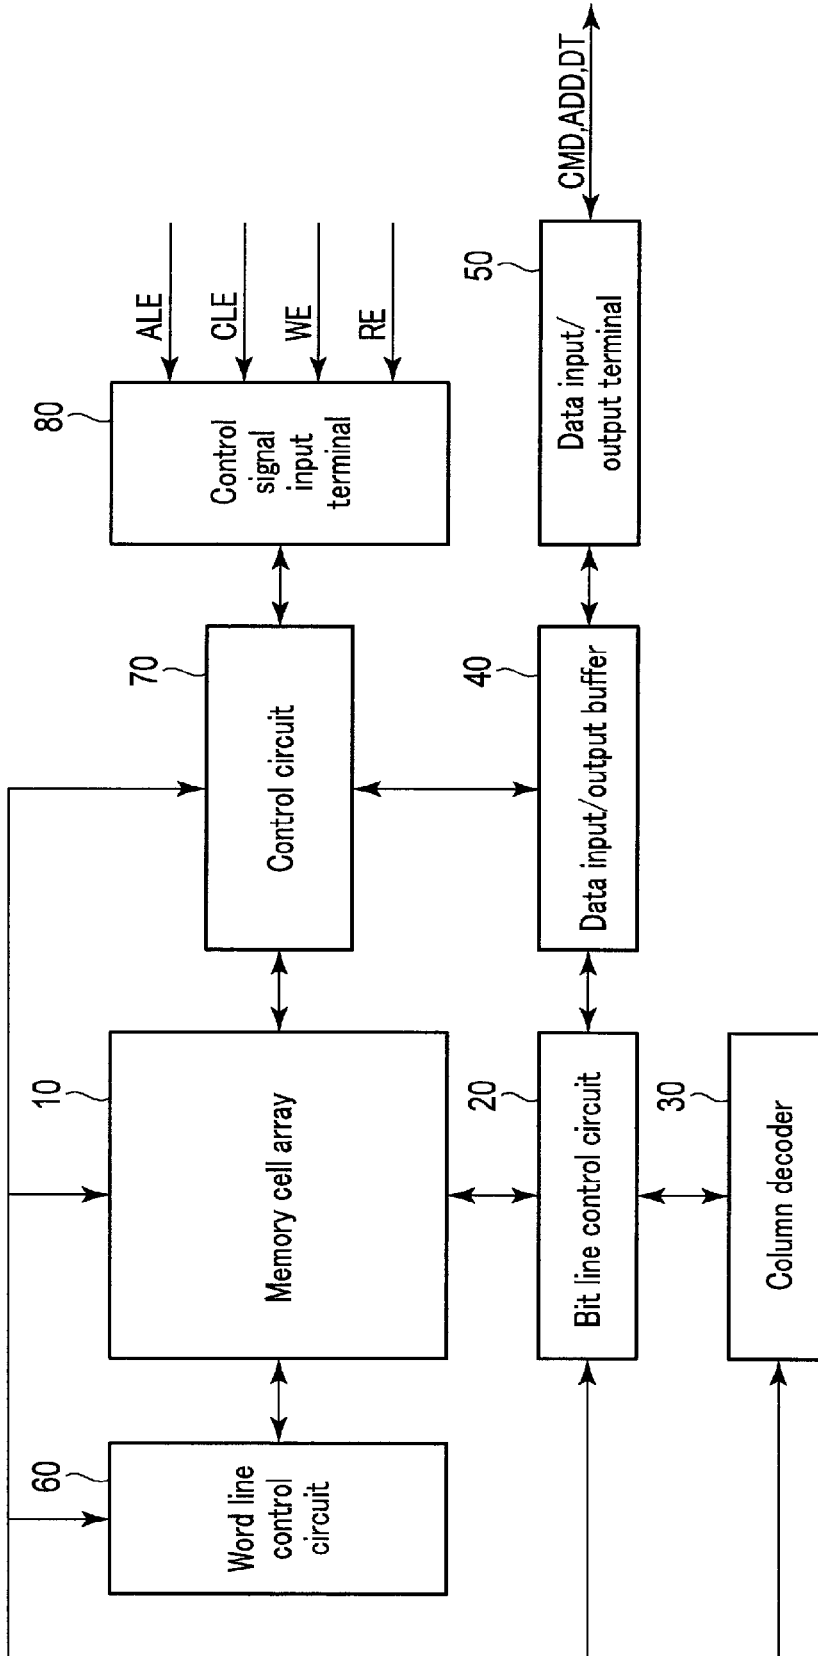 60
Word line
control
circuit
10
Memory cell array
70
Control circuit
80
Control
signal
input
terminal
ALE
CLE
WE
RE
20
Bit line control circuit
40
Data input/output buffer
50
Data input/
output terminal
CMD,ADD,DT
30
Column decoder